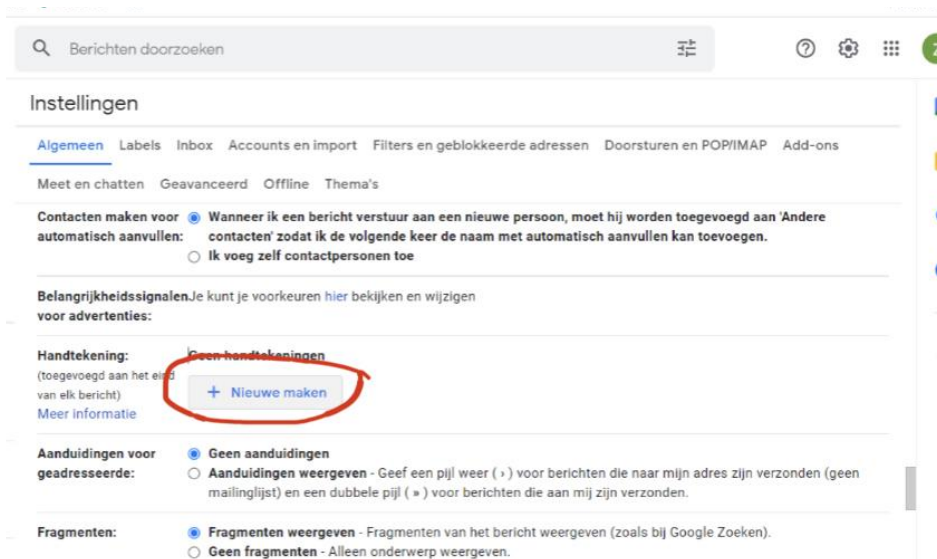 Berichten doorzoeken
Instellingen
Algemeen Labels Inbox Accounts en import Filters en geblokkeerde adressen Doorsturen en POP/IMAP Add-ons
Meet en chatten Geavanceerd Offline Thema's
Contacten maken voor automatisch aanvullen:
Wanneer ik een bericht verstuur aan een nieuwe persoon, moet hij worden toegevoegd aan 'Andere
contacten' zodat ik de volgende keer de naam met automatisch aanvullen kan toevoegen.
Ik voeg zelf contactpersonen toe
Belangrijkheidssignalen
voor advertenties:
Je kunt je voorkeuren hier bekijken en wijzigen
Handtekening:
(toegevoegd aan het eind
van elk bericht)
Meer informatie
Geen handtekeningen
+ Nieuwe maken
Aanduidingen voor
geadresseerde:
Geen aanduidingen
Aanduidingen weergeven - Geef een pijl weer ( › ) voor berichten die naar mijn adres zijn verzonden (geen
mailinglijst) en een dubbele pijl ( » ) voor berichten die aan mij zijn verzonden.
Fragmenten:
Fragmenten weergeven - Fragmenten van het bericht weergeven (zoals bij Google Zoeken).
Geen fragmenten - Alleen onderwerp weergeven.